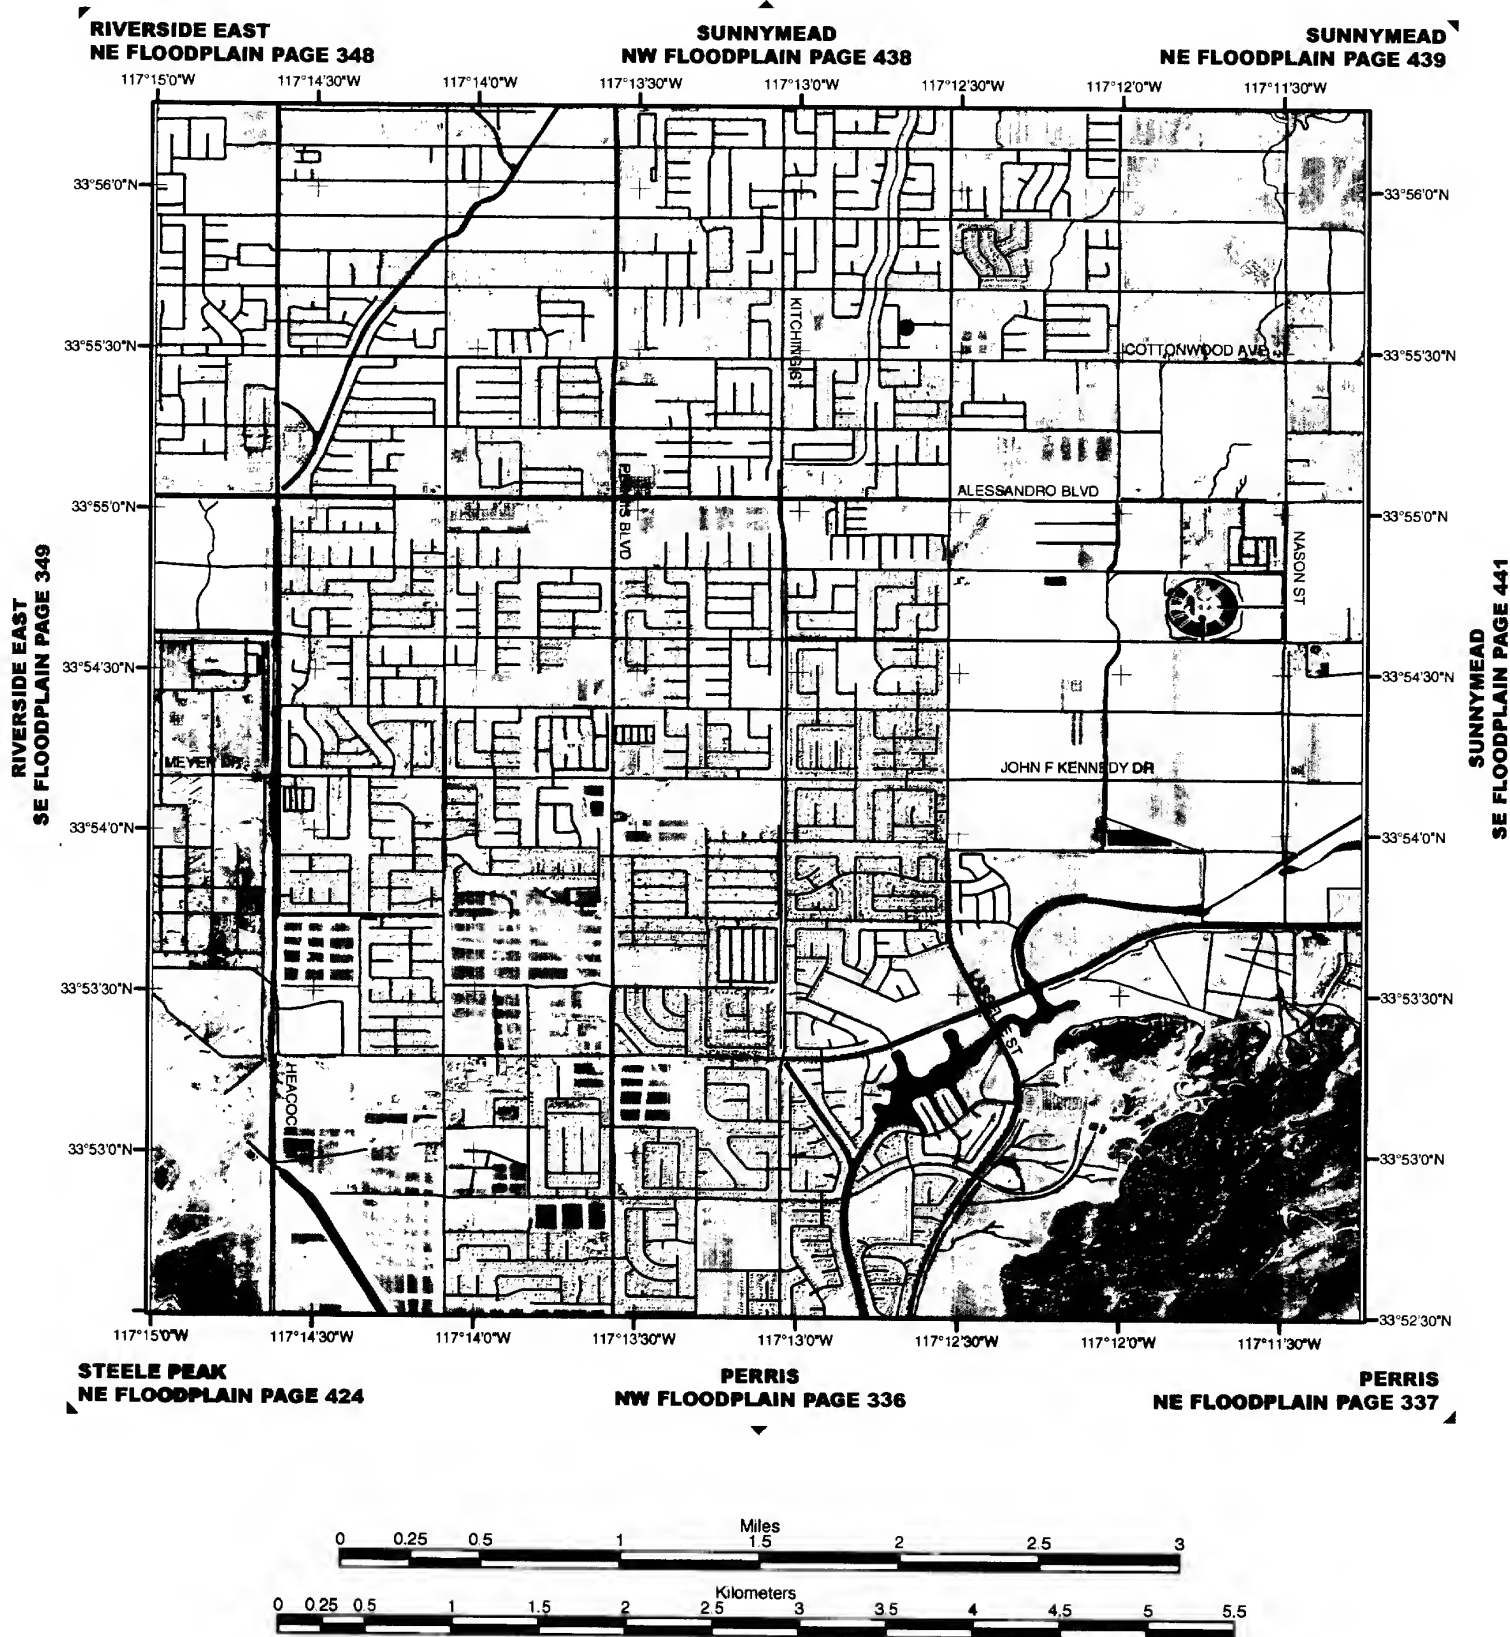 RIVERSIDE EAST
NE FLOODPLAIN PAGE 348
SUNNYMEAD
NW FLOODPLAIN PAGE 438
SUNNYMEAD
NE FLOODPLAIN PAGE 439
117°15'0"W
117°14'30"W
117°14'0"W
117°13'30"W
117°13'0"W
117°12'30"W
117°12'0"W
117°11'30"W
33°56'0"N
33°56'0"N
KITCHING ST
33°55'30"N
COTTONWOOD AVE
33°55'30"N
PERRIS BLVD
ALESSANDRO BLVD
33°55'0"N
33°55'0"N
NASON ST
RIVERSIDE EAST
SE FLOODPLAIN PAGE 349
SUNNYMEAD
SE FLOODPLAIN PAGE 441
33°54'30"N
33°54'30"N
MEYER DR
JOHN F KENNEDY DR
33°54'0"N
33°54'0"N
33°53'30"N
33°53'30"N
LASSELLE ST
HEACOC
33°53'0"N
33°53'0"N
33°52'30"N
117°15'0"W
117°14'30"W
117°14'0"W
117°13'30"W
117°13'0"W
117°12'30"W
117°12'0"W
117°11'30"W
STEELE PEAK
NE FLOODPLAIN PAGE 424
PERRIS
NW FLOODPLAIN PAGE 336
PERRIS
NE FLOODPLAIN PAGE 337
Miles
0 0.25 0.5 1 1.5 2 2.5 3
Kilometers
0 0.25 0.5 1 1.5 2 2.5 3 3.5 4 4.5 5 5.5